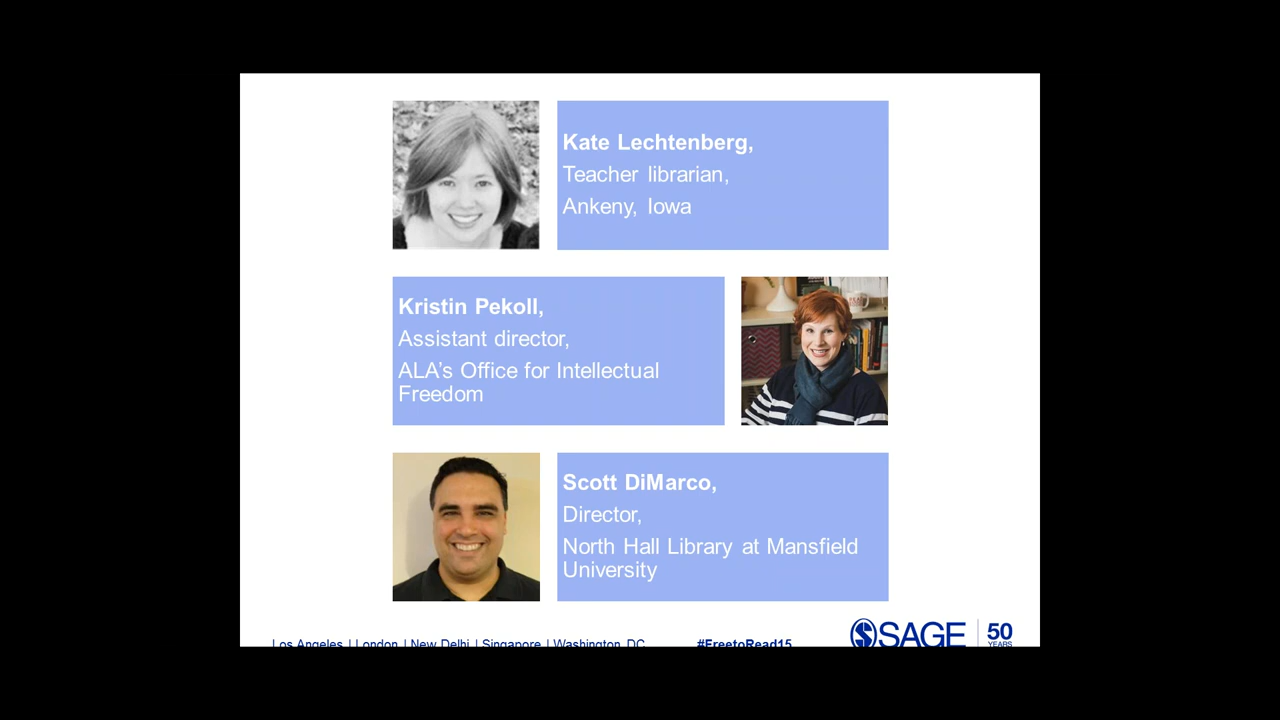 Kate Lechtenberg,
Teacher librarian,
Ankeny, Iowa
Kristin Pekoll,
Assistant director,
ALA's Office for Intellectual
Freedom
Scott DiMarco,
Director,
North Hall Library at Mansfield
University
Los Angeles | London | New Delhi | Singapore | Washington DC
#FreetoRead15
SAGE
50
YEARS